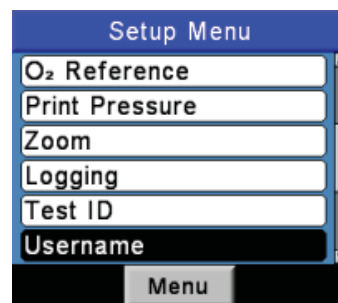 Setup Menu
O₂ Reference
Print Pressure
Zoom
Logging
Test ID
Username
Menu